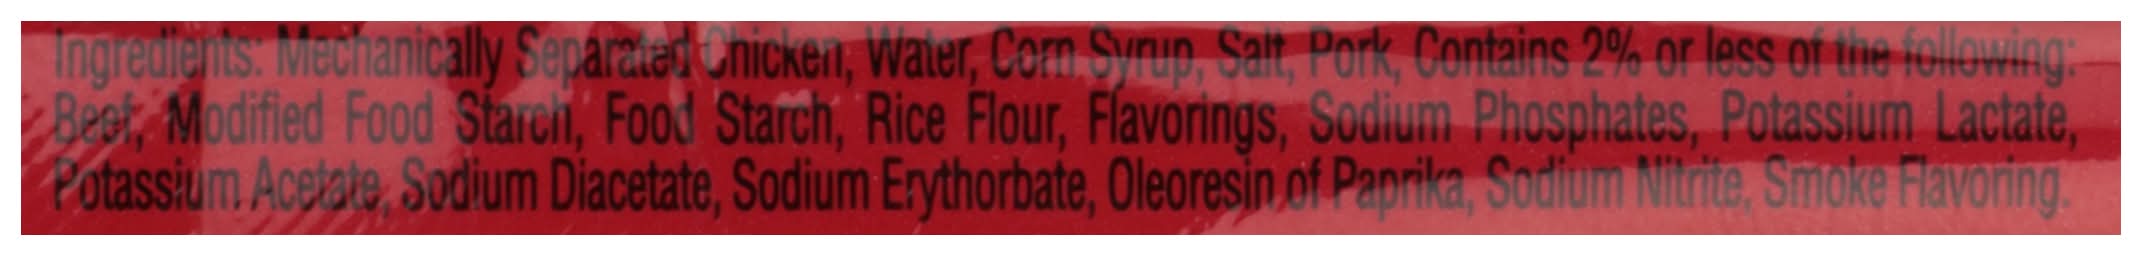 Ingredients: Mechanically Separated Chicken, Water, Corn Syrup, Salt, Pork, Contains 2% or less of the following:
Beef, Modified Food Starch, Food Starch, Rice Flour, Flavorings, Sodium Phosphates, Potassium Lactate,
Potassium Acetate, Sodium Diacetate, Sodium Erythorbate, Oleoresin of Paprika, Sodium Nitrite, Smoke Flavoring.